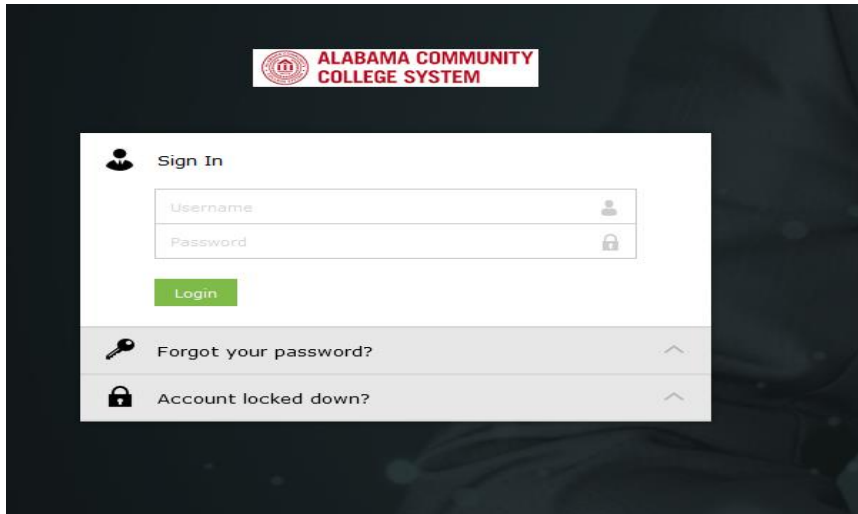 ALABAMA COMMUNITY
COLLEGE SYSTEM
Sign In
Username
Password
Login
Forgot your password?
Account locked down?